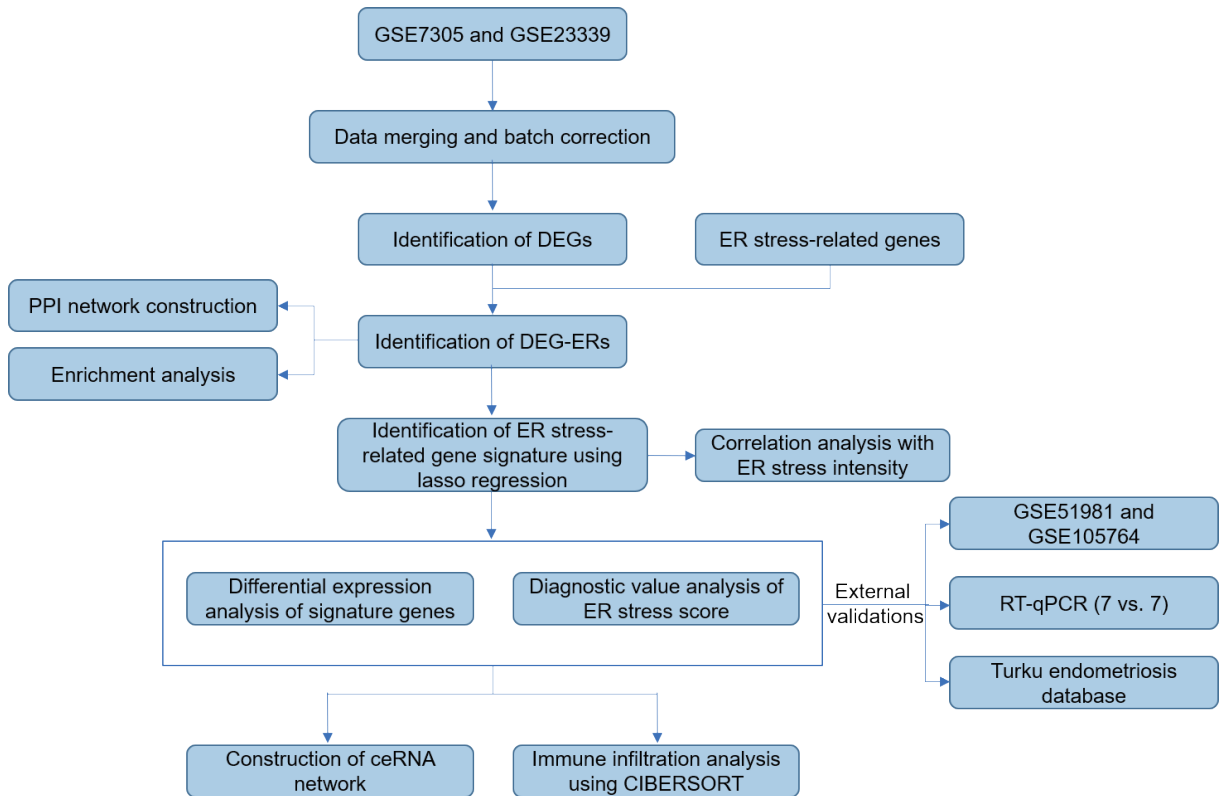 GSE7305 and GSE23339
Data merging and batch correction
Identification of DEGs
ER stress-related genes
PPI network construction
Identification of DEG-ERs
Enrichment analysis
Identification of ER stress-
related gene signature using
lasso regression
Correlation analysis with
ER stress intensity
Differential expression
analysis of signature genes
Diagnostic value analysis of
ER stress score
External
validations
GSE51981 and
GSE105764
RT-qPCR (7 vs. 7)
Turku endometriosis
database
Construction of ceRNA
network
Immune infiltration analysis
using CIBERSORT